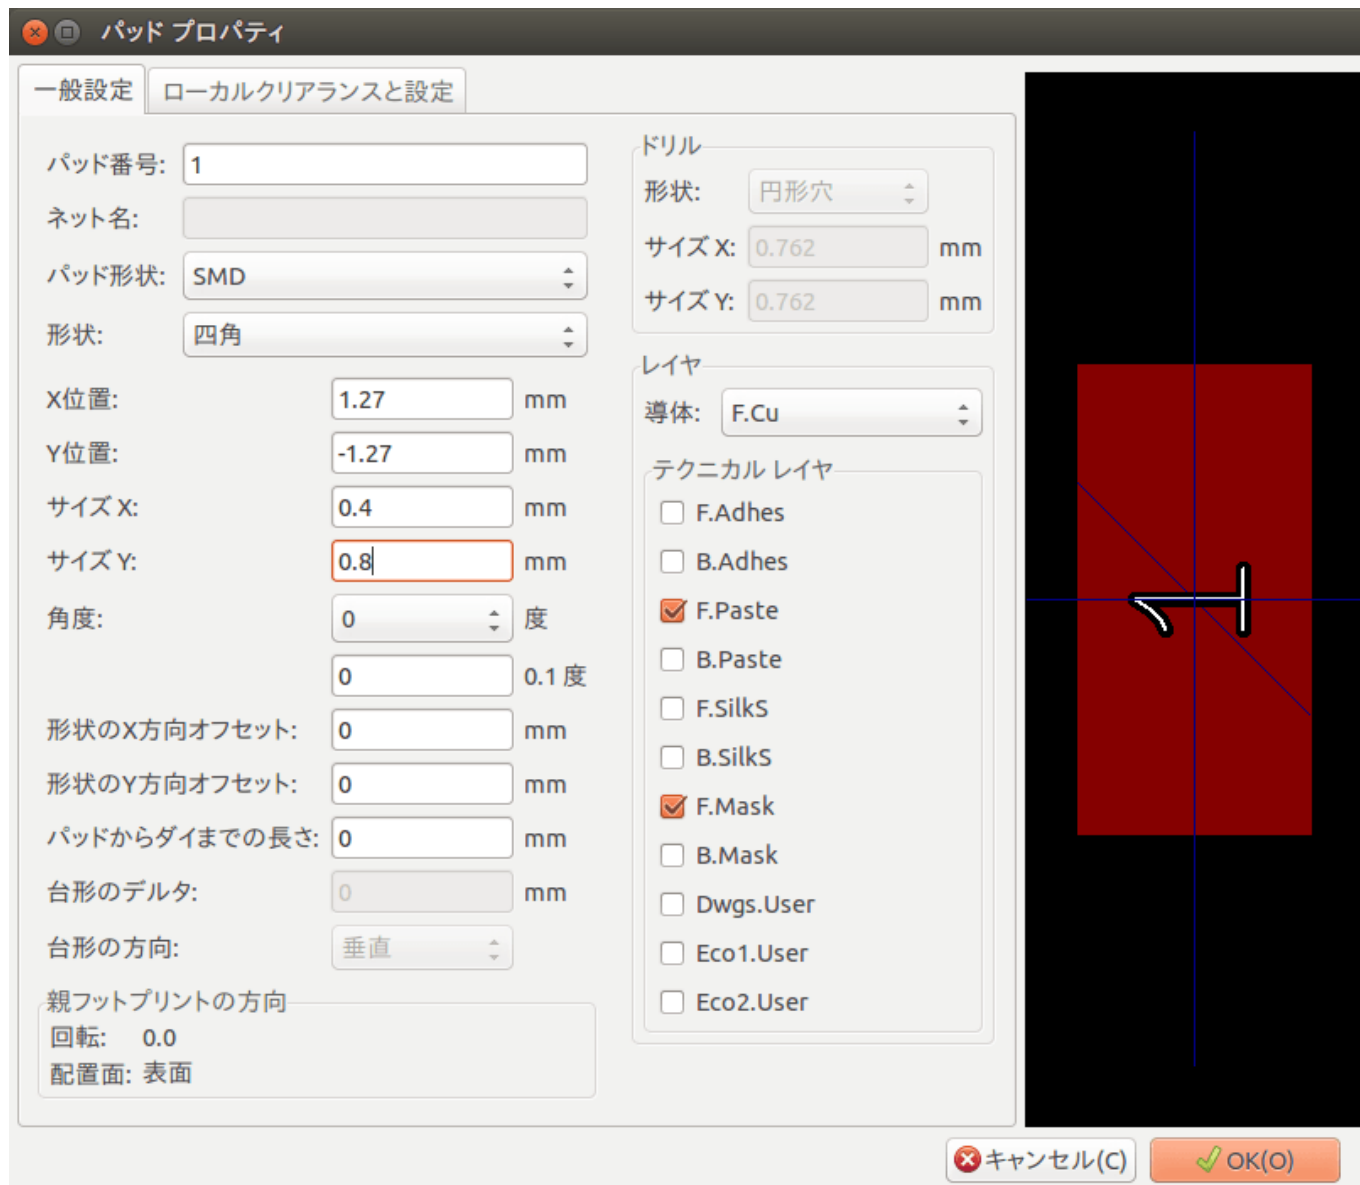 パッド プロパティ
一般設定
ローカルクリアランスと設定
パッド番号: 1
ネット名:
パッド形状: SMD
形状: 四角
X位置: 1.27 mm
Y位置: -1.27 mm
サイズ X: 0.4 mm
サイズ Y: 0.8 mm
角度: 0 度
0 0.1 度
形状のX方向オフセット: 0 mm
形状のY方向オフセット: 0 mm
パッドからダイまでの長さ: 0 mm
台形のデルタ: 0 mm
台形の方向: 垂直
親フットプリントの方向
回転: 0.0
配置面: 表面
ドリル
形状: 円形穴
サイズ X: 0.762 mm
サイズ Y: 0.762 mm
レイヤ
導体: F.Cu
テクニカル レイヤ
F.Adhes
B.Adhes
F.Paste
B.Paste
F.SilkS
B.SilkS
F.Mask
B.Mask
Dwgs.User
Eco1.User
Eco2.User
1
キャンセル(C)
OK(O)